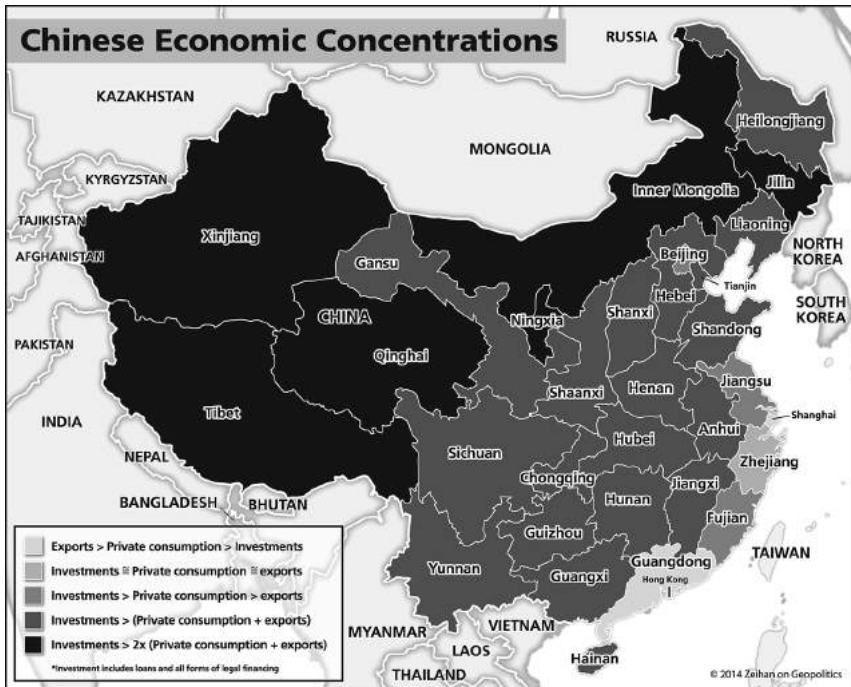 Chinese Economic Concentrations
RUSSIA
KAZAKHSTAN
MONGOLIA
Heilongjiang
KYRGYZSTAN
Inner Mongolia
Jilin
TAJIKISTAN
Xinjiang
Liaoning
AFGHANISTAN
Gansu
Beijing
NORTH
KOREA
Tianjin
Hebei
SOUTH
KOREA
CHINA
Ningxia
Shanxi
Shandong
PAKISTAN
Qinghai
Jiangsu
Shaanxi
Henan
Tibet
Shanghai
INDIA
Anhui
Hubei
Sichuan
Zhejiang
NEPAL
Chongqing
Jiangxi
Hunan
BANGLADESH
BHUTAN
Fujian
Guizhou
TAIWAN
Guangdong
Yunnan
Guangxi
Hong Kong
VIETNAM
MYANMAR
LAOS
Hainan
THAILAND
Exports > Private consumption > Investments
Investments ≅ Private consumption ≅ exports
Investments > Private consumption > exports
Investments > (Private consumption + exports)
Investments > 2x (Private consumption + exports)
*Investment includes loans and all forms of legal financing
© 2014 Zeihan on Geopolitics